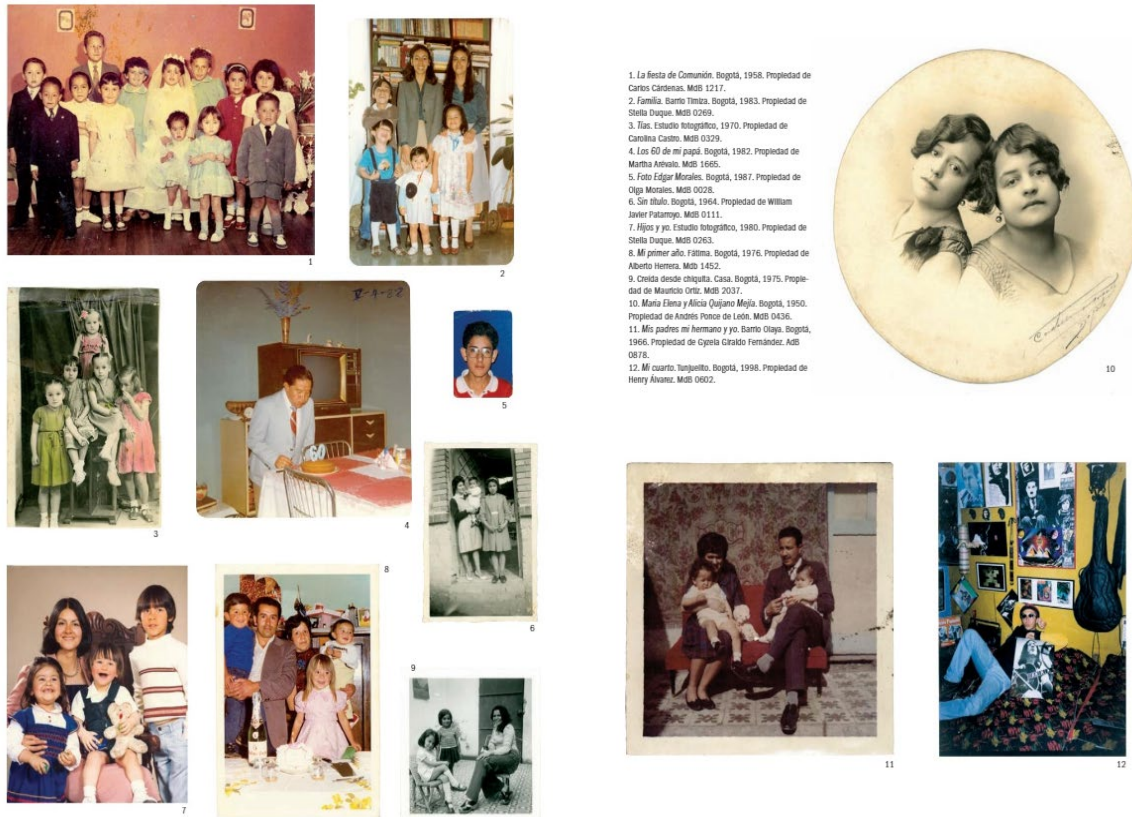 1
2
3
V-4-82
60
4
5
6
7
8
9
1. La fiesta de Comunión. Bogotá, 1958. Propiedad de
Carlos Cárdenas. MdB 1217.
2. Familia. Barrio Timiza. Bogotá, 1983. Propiedad de
Stella Duque. MdB 0269.
3. Tías. Estudio fotográfico, 1970. Propiedad de
Carolina Castro. MdB 0329.
4. Los 60 de mi papá. Bogotá, 1982. Propiedad de
Martha Arévalo. MdB 1665.
5. Foto Edgar Morales. Bogotá, 1987. Propiedad de
Olga Morales. MdB 0028.
6. Sin título. Bogotá, 1964. Propiedad de William
Javier Patarroyo. MdB 0111.
7. Hijos y yo. Estudio fotográfico, 1980. Propiedad de
Stella Duque. MdB 0263.
8. Mi primer año. Fátima. Bogotá, 1976. Propiedad de
Alberto Herrera. Mdb 1452.
9. Creída desde chiquita. Casa. Bogotá, 1975. Propie-
dad de Mauricio Ortiz. MdB 2037.
10. María Elena y Alicia Quijano Mejía. Bogotá, 1950.
Propiedad de Andrés Ponce de León. MdB 0436.
11. Mis padres mi hermano y yo. Barrio Olaya. Bogotá,
1966. Propiedad de Gyzela Giraldo Fernández. AdB
0878.
12. Mi cuarto. Tunjuelito. Bogotá, 1998. Propiedad de
Henry Álvarez. MdB 0602.
10
11
12